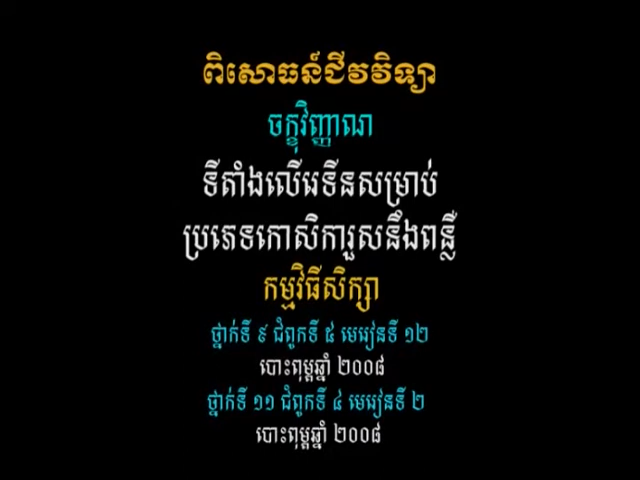 ពិសោធន៍ជីវវិទ្យា
ចក្ខុវិញ្ញាណ
ទីតាំងលើរេទីនសម្រាប់
ប្រភេទកោសិការួសនឹងពន្លឺ
កម្មវិធីសិក្សា
ថ្នាក់ទី ៩ ជំពូកទី ៥ មេរៀនទី ១២
បោះពុម្ពឆ្នាំ ២០០៨
ថ្នាក់ទី ១១ ជំពូកទី ៤ មេរៀនទី ២
បោះពុម្ពឆ្នាំ ២០០៨